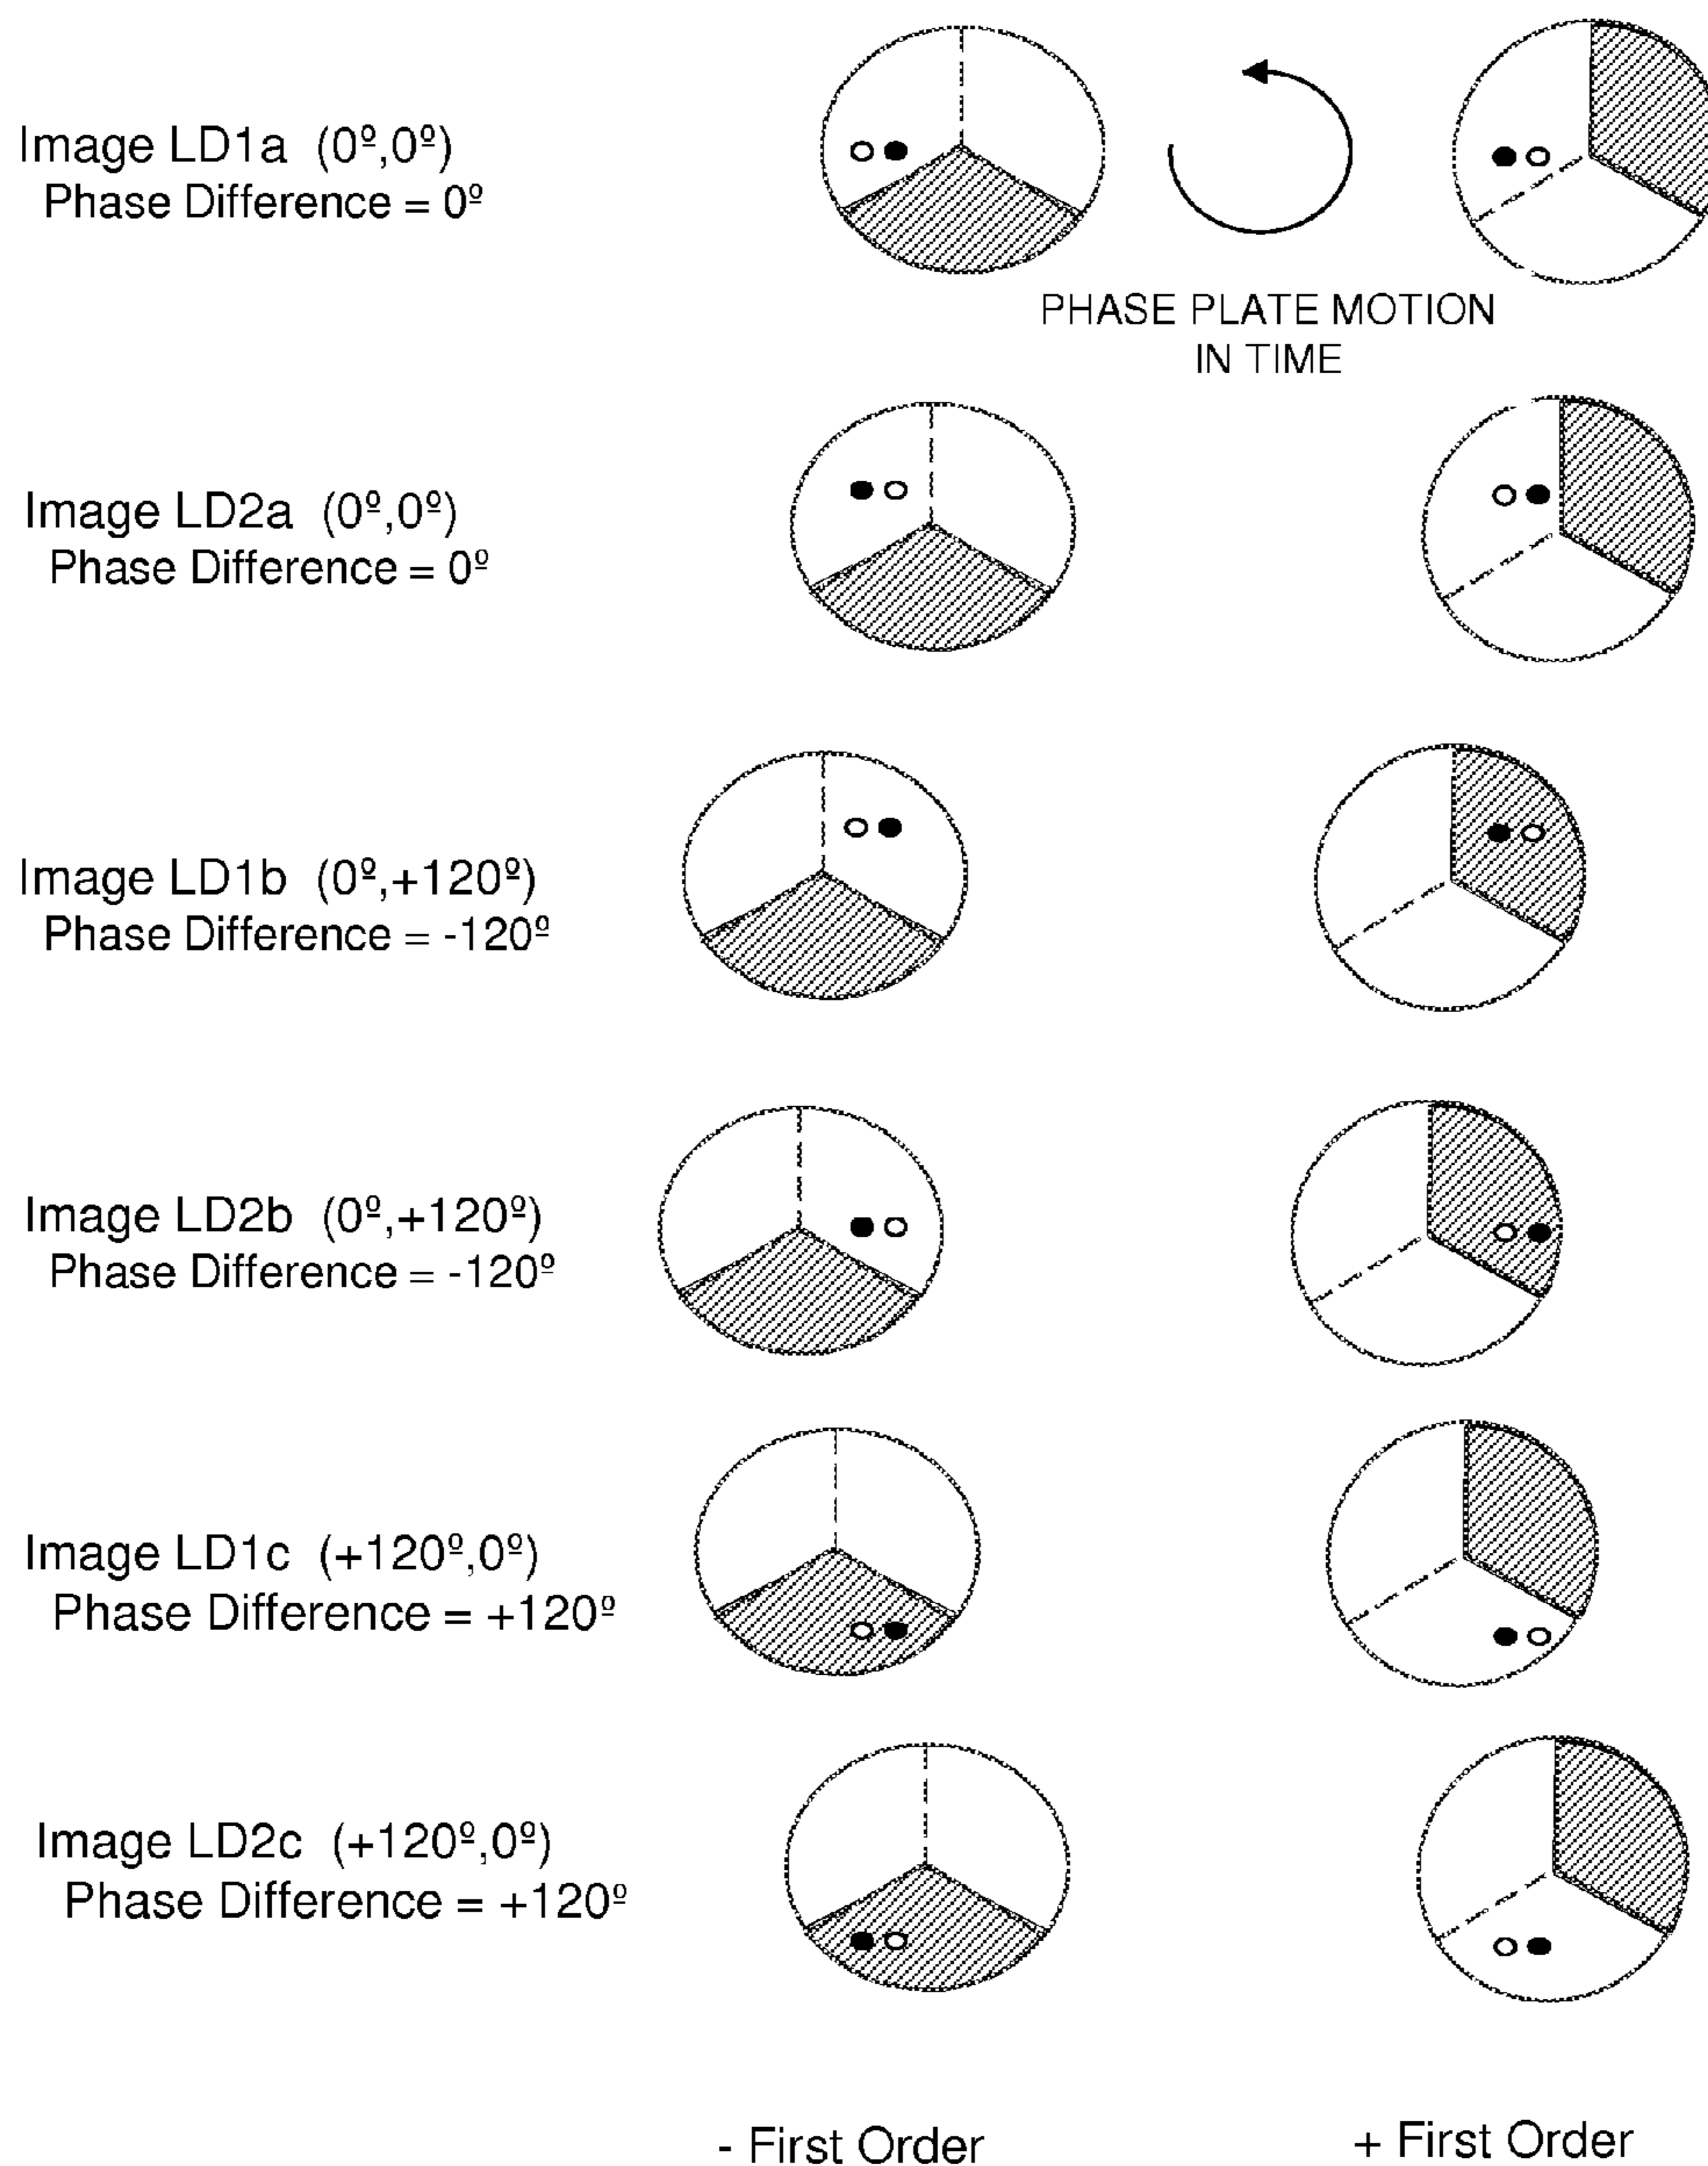 Image LD1a (0º,0º)
Phase Difference = 0º
PHASE PLATE MOTION
IN TIME
Image LD2a (0º,0º)
Phase Difference = 0º
Image LD1b (0º,+120º)
Phase Difference = -120º
Image LD2b (0º,+120º)
Phase Difference = -120º
Image LD1c (+120º,0º)
Phase Difference = +120º
Image LD2c (+120º,0º)
Phase Difference = +120º
- First Order
+ First Order